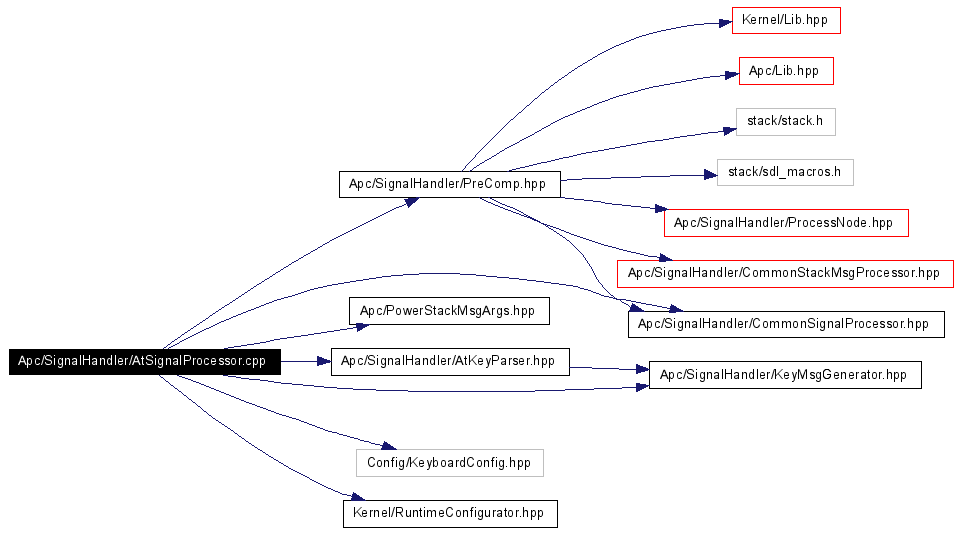 Kernel/Lib.hpp
Apc/Lib.hpp
stack/stack.h
stack/sdl_macros.h
Apc/SignalHandler/PreComp.hpp
Apc/SignalHandler/ProcessNode.hpp
Apc/SignalHandler/CommonStackMsgProcessor.hpp
Apc/PowerStackMsgArgs.hpp
Apc/SignalHandler/CommonSignalProcessor.hpp
Apc/SignalHandler/AtSignalProcessor.cpp
Apc/SignalHandler/AtKeyParser.hpp
Apc/SignalHandler/KeyMsgGenerator.hpp
Config/KeyboardConfig.hpp
Kernel/RuntimeConfigurator.hpp